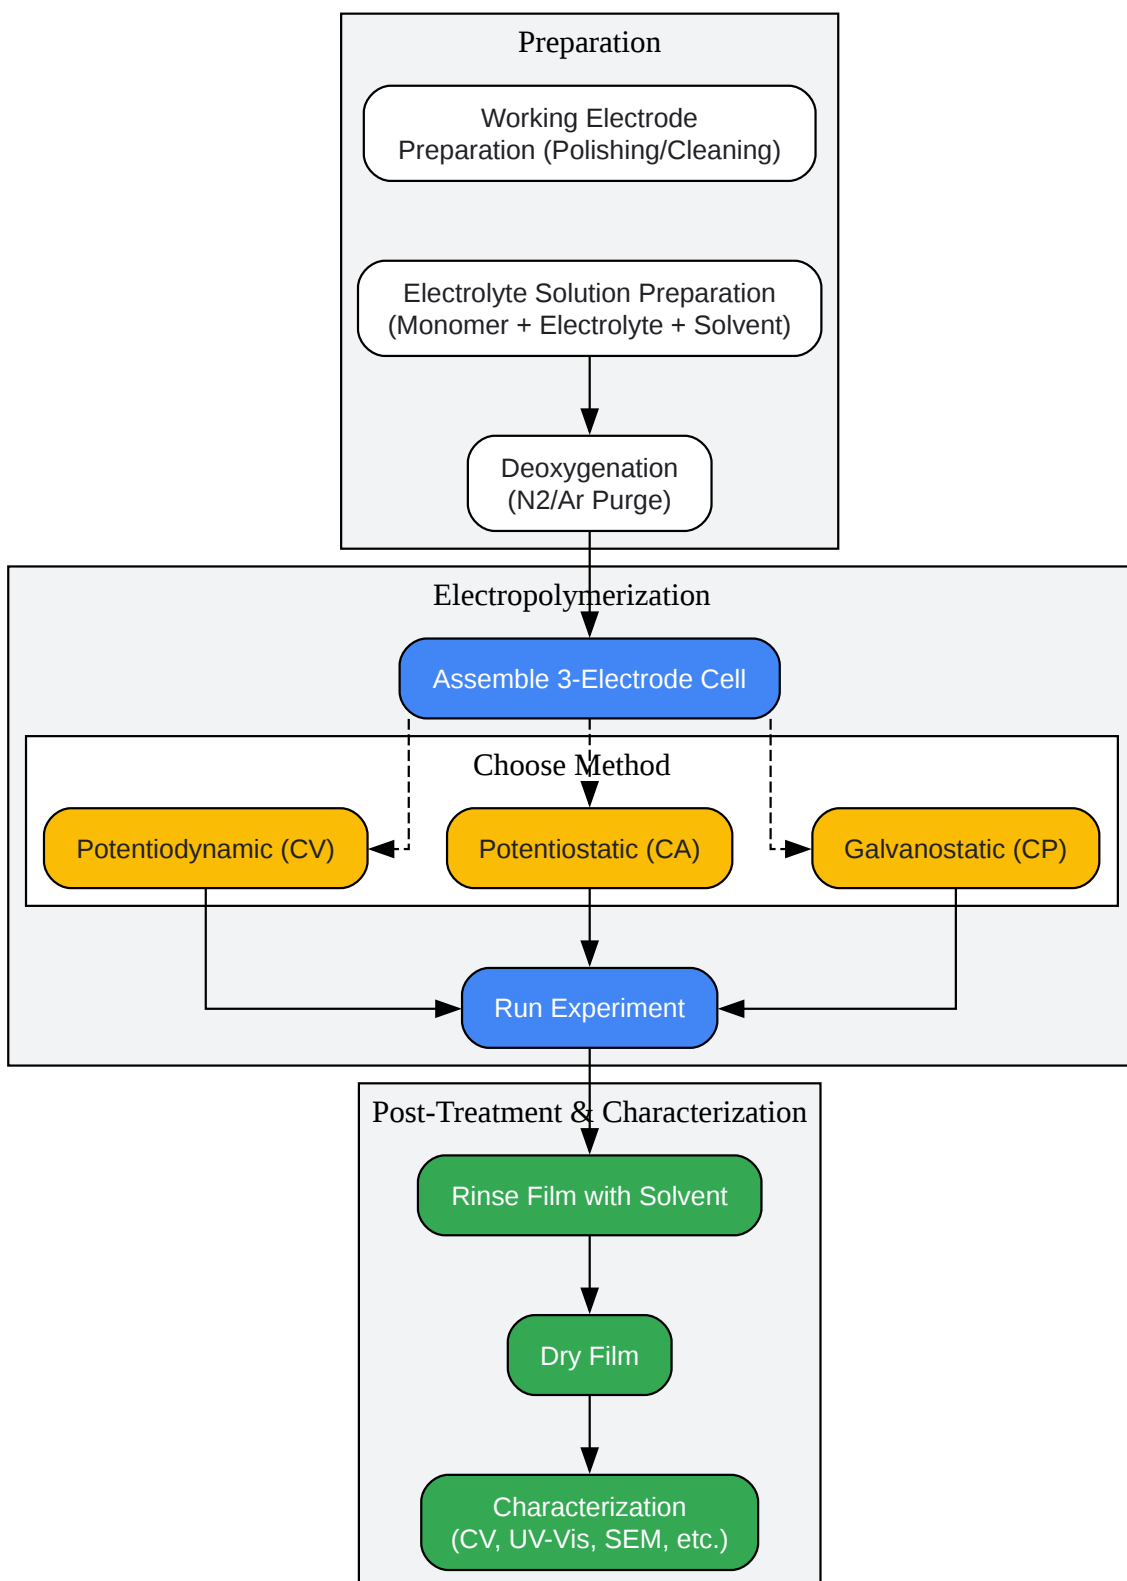 Preparation
Working Electrode
Preparation (Polishing/Cleaning)
Electrolyte Solution Preparation
(Monomer + Electrolyte + Solvent)
Deoxygenation
(N2/Ar Purge)
Electropolymerization
Assemble 3-Electrode Cell
Choose Method
Potentiodynamic (CV)
Potentiostatic (CA)
Galvanostatic (CP)
Run Experiment
Post-Treatment & Characterization
Rinse Film with Solvent
Dry Film
Characterization
(CV, UV-Vis, SEM, etc.)